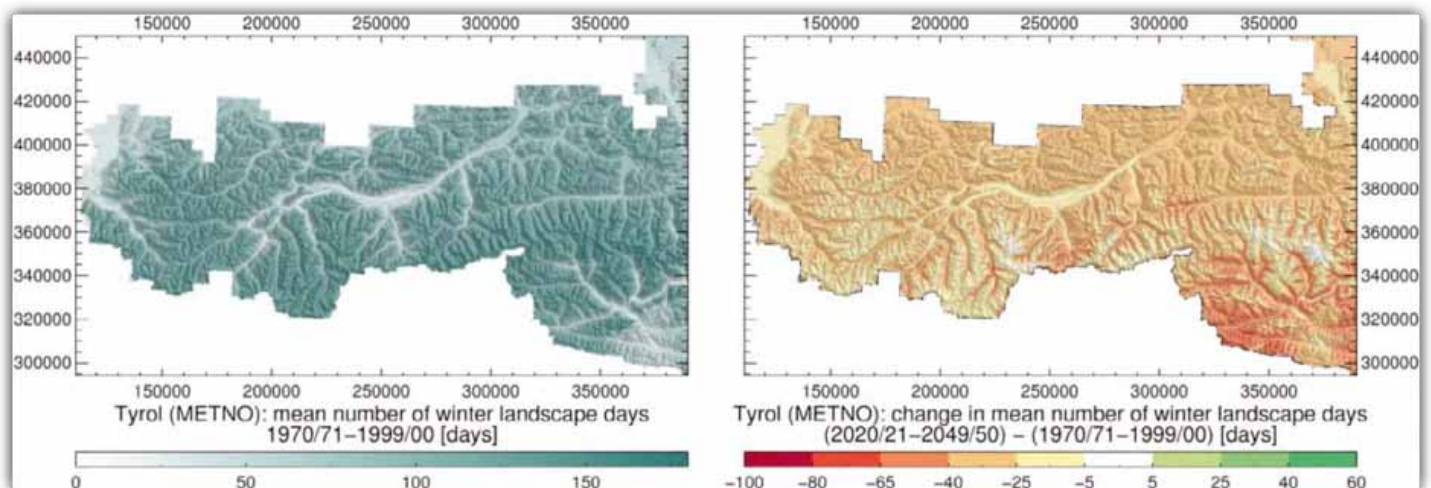 150000 200000 250000 300000 350000
440000
420000
400000
380000
360000
340000
320000
300000
150000 200000 250000 300000 350000
Tyrol (METNO): mean number of winter landscape days
1970/71−1999/00 [days]
0 50 100 150
150000 200000 250000 300000 350000
440000
420000
400000
380000
360000
340000
320000
300000
150000 200000 250000 300000 350000
Tyrol (METNO): change in mean number of winter landscape days
(2020/21−2049/50) − (1970/71−1999/00) [days]
−100 −80 −65 −40 −25 −5 5 25 40 60